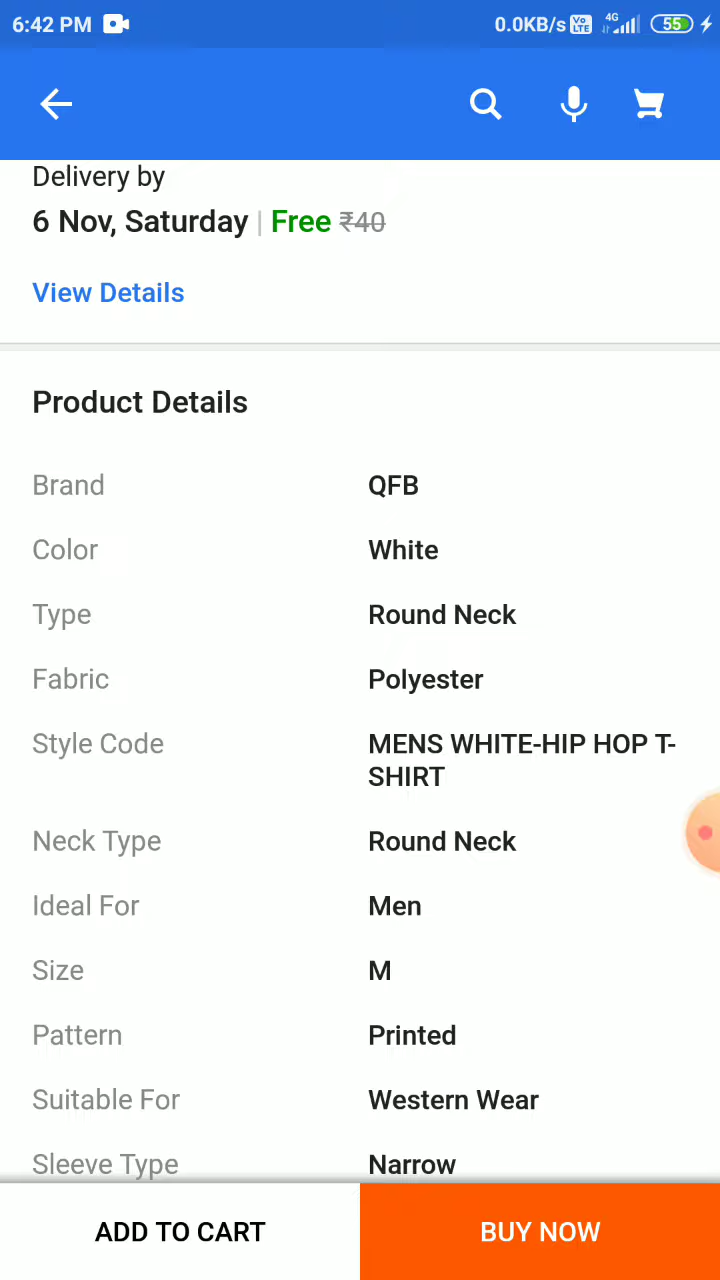 6:42 PM 0.0KB/s Vo LTE 4G 55
Delivery by
6 Nov, Saturday | Free ₹40
View Details
Product Details
Brand QFB
Color White
Type Round Neck
Fabric Polyester
Style Code MENS WHITE-HIP HOP T-
SHIRT
Neck Type Round Neck
Ideal For Men
Size M
Pattern Printed
Suitable For Western Wear
Sleeve Type Narrow
ADD TO CART BUY NOW